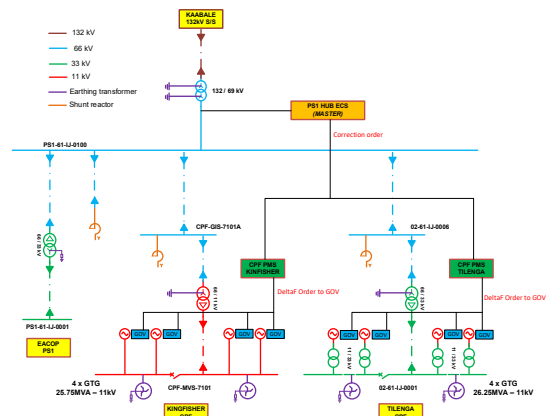 KAABALE
132kV S/S
132 kV
66 kV
33 kV
11 kV
Earthing transformer
Shunt reactor
132 / 69 kV
PS1 HUB ECS
(MASTER)
Correction order
PS1-61-IJ-0100
CPF-GIS-7101A
02-61-IJ-0006
66 / 33 kV
CPF PMS
KINFISHER
CPF PMS
TILENGA
66 / 11 kV
DeltaF Order to GOV
66 / 33 kV
DeltaF Order to GOV
PS1-61-IJ-0001
EACOP
PS1
GOV
GOV
GOV
GOV
GOV
GOV
GOV
GOV
11 / 33 kV
11 / 33 kV
4 x GTG
25.75MVA – 11kV
CPF-MVS-7101
4 x GTG
26.25MVA – 11kV
02-61-IJ-0001
KINGFISHER
TILENGA